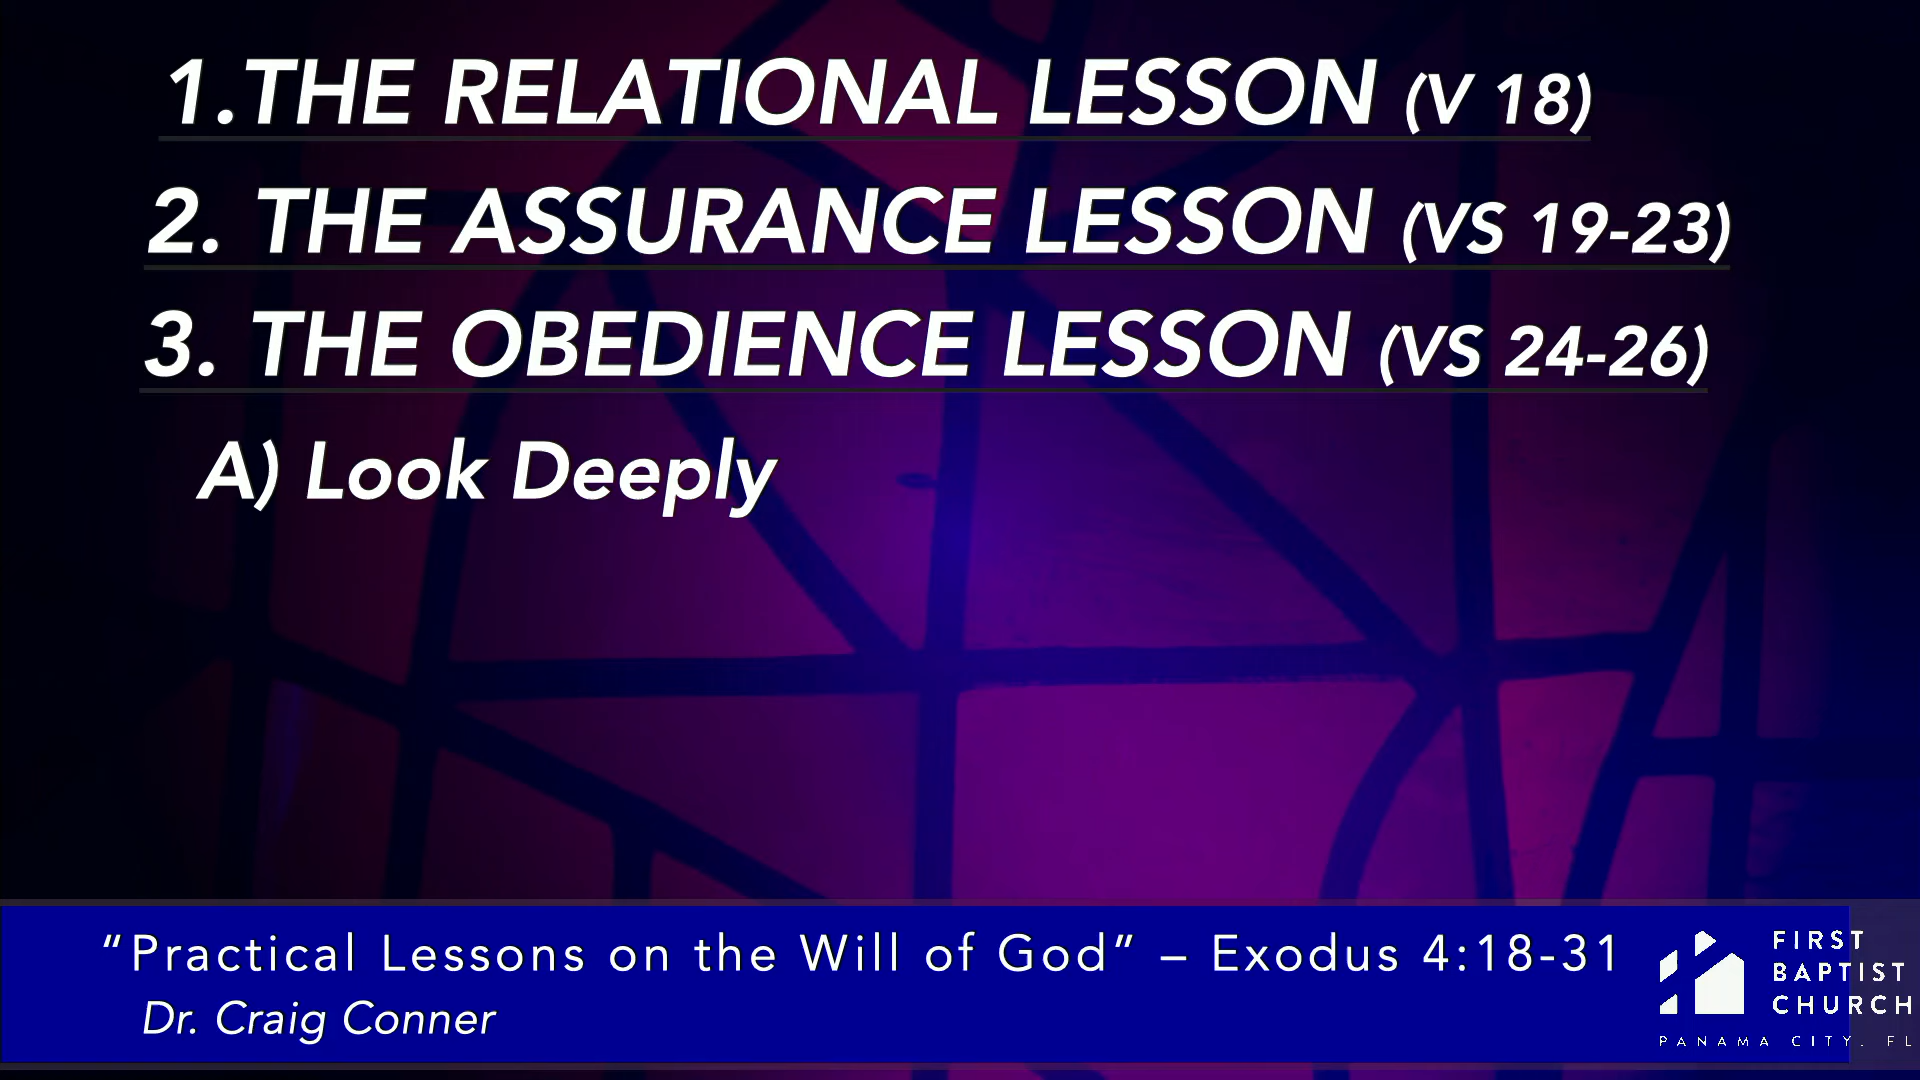 1.THE RELATIONAL LESSON (V 18)
2. THE ASSURANCE LESSON (VS 19-23)
3. THE OBEDIENCE LESSON (VS 24-26)
A) Look Deeply
“Practical Lessons on the Will of God” – Exodus 4:18-31
Dr. Craig Conner
FIRST
BAPTIST
CHURCH
PANAMA CITY, FL